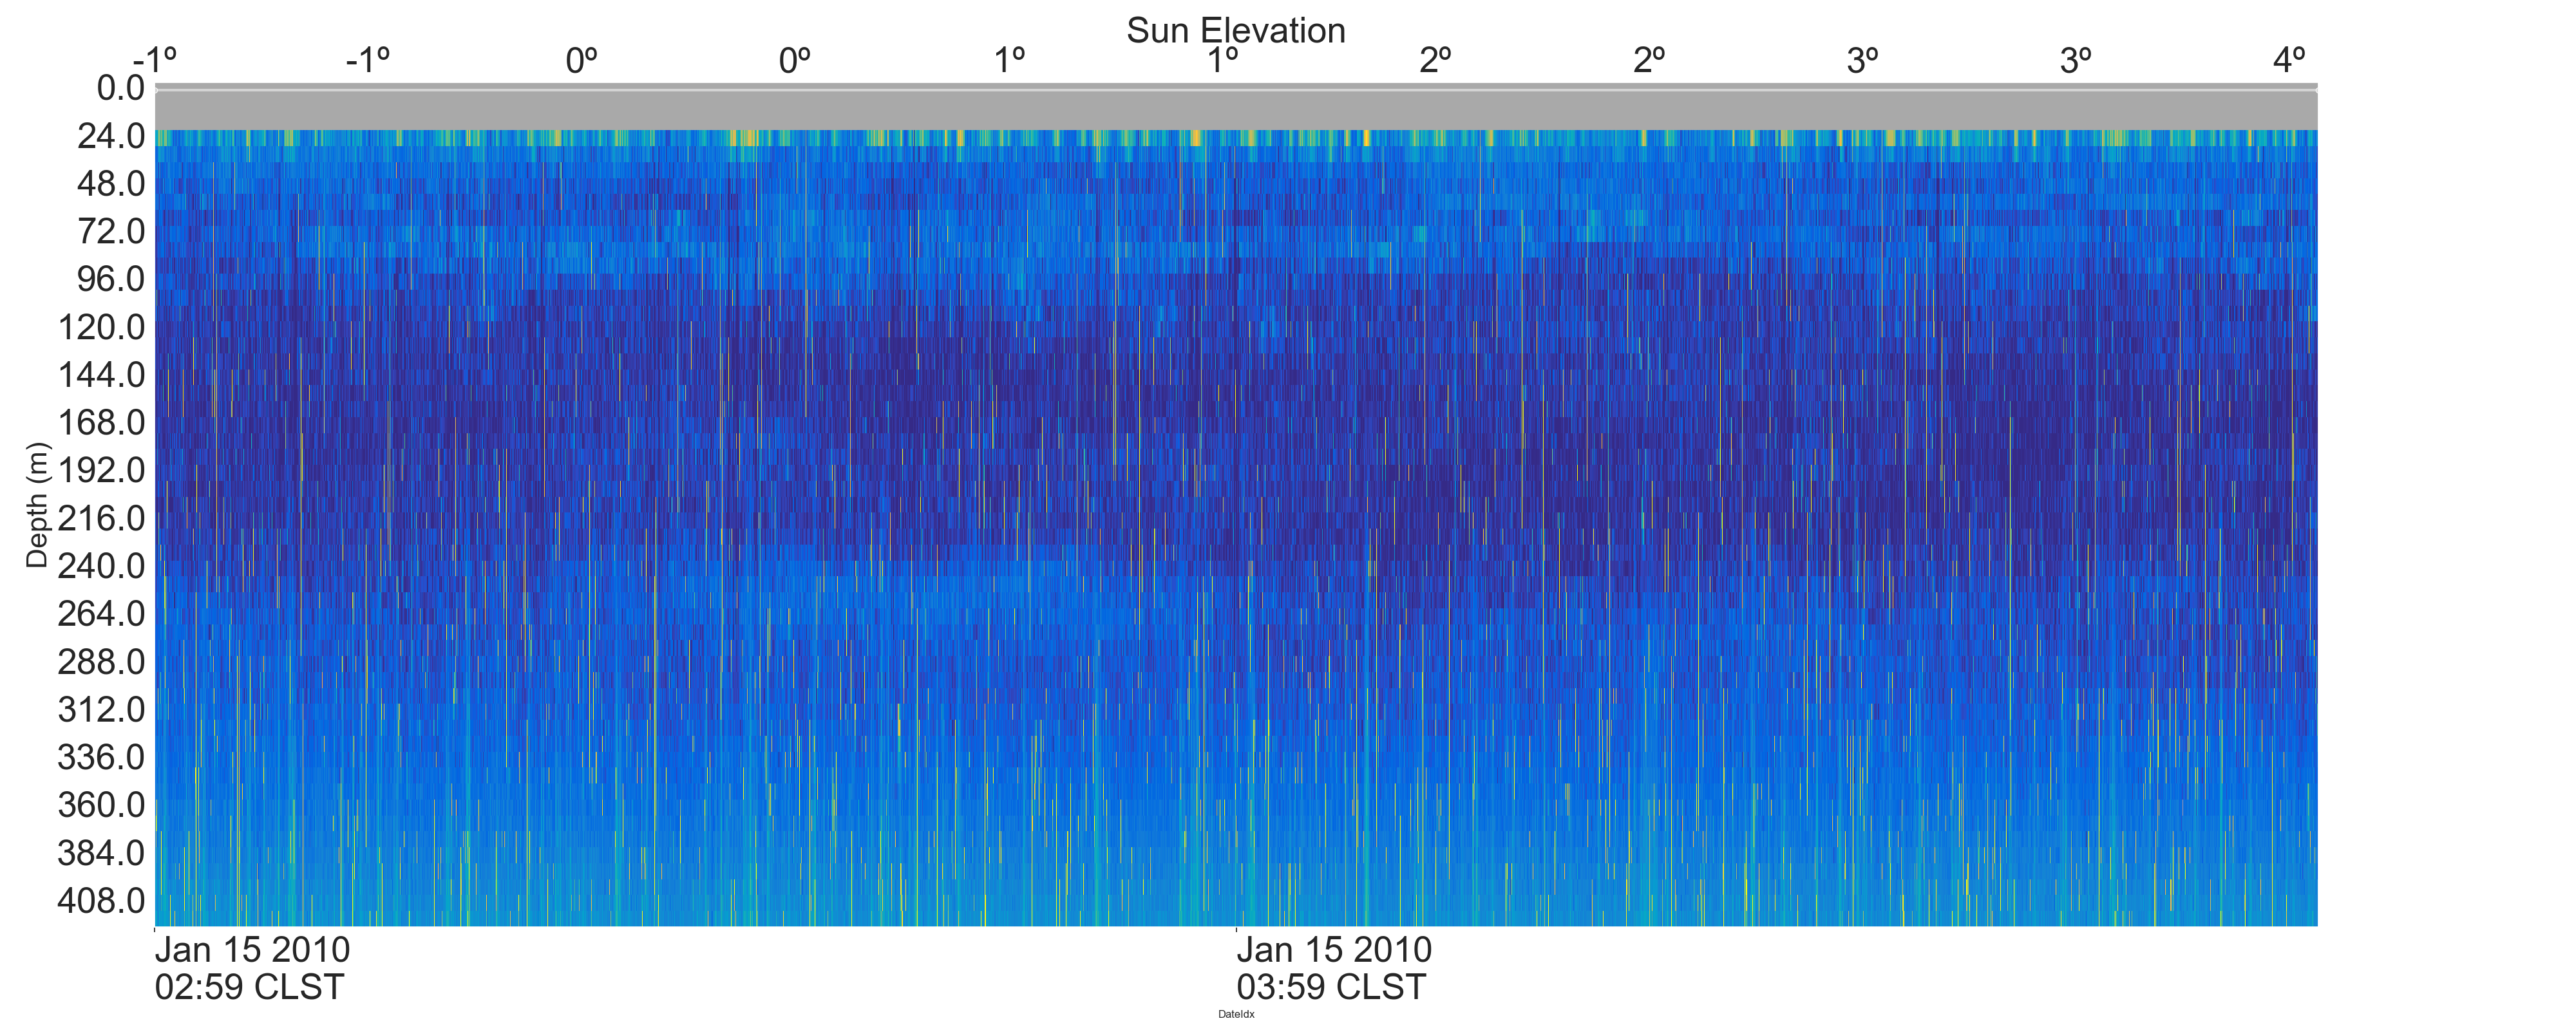 Sun Elevation
-1º -1º 0º 0º 1º 1º 2º 2º 3º 3º 4º
0.0
24.0
48.0
72.0
96.0
120.0
144.0
168.0
192.0
216.0
240.0
264.0
288.0
312.0
336.0
360.0
384.0
408.0
Depth (m)
Jan 15 2010
02:59 CLST
Jan 15 2010
03:59 CLST
DateIdx